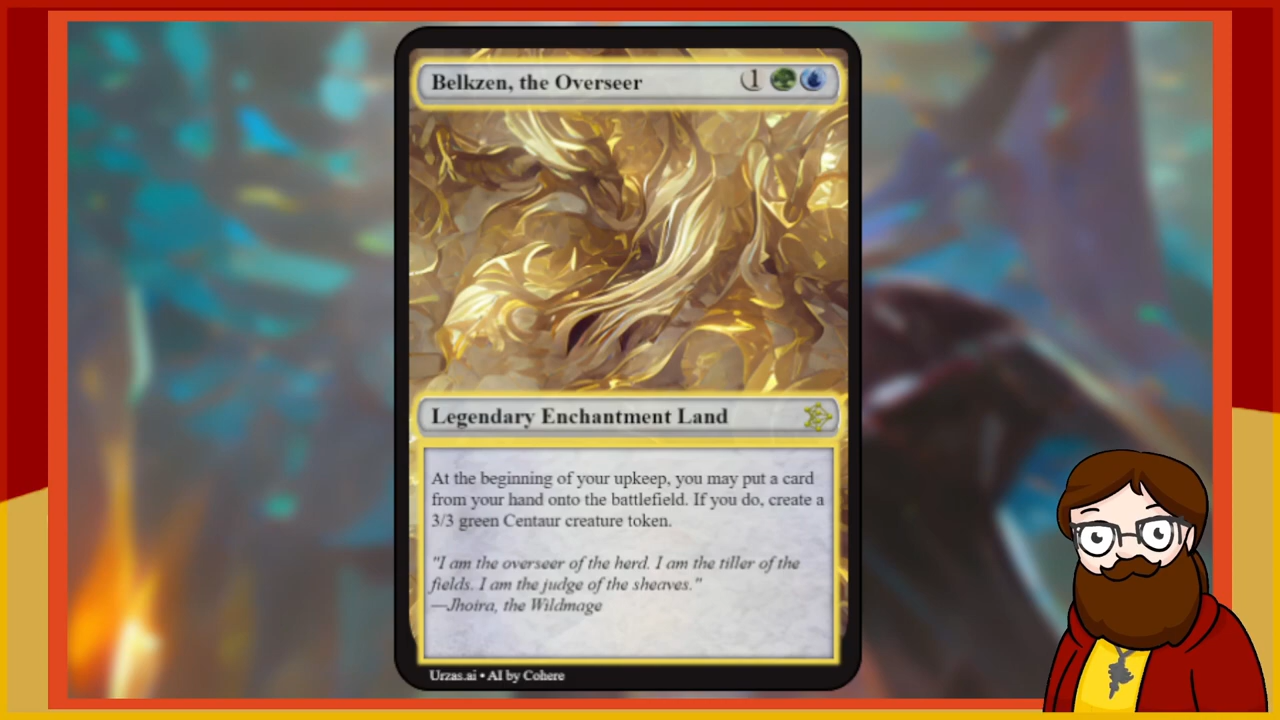 Belkzen, the Overseer 1
Legendary Enchantment Land
At the beginning of your upkeep, you may put a card
from your hand onto the battlefield. If you do, create a
3/3 green Centaur creature token.
"I am the overseer of the herd. I am the tiller of the
fields. I am the judge of the sheaves."
—Jhoira, the Wildmage
Urzas.ai • AI by Cohere